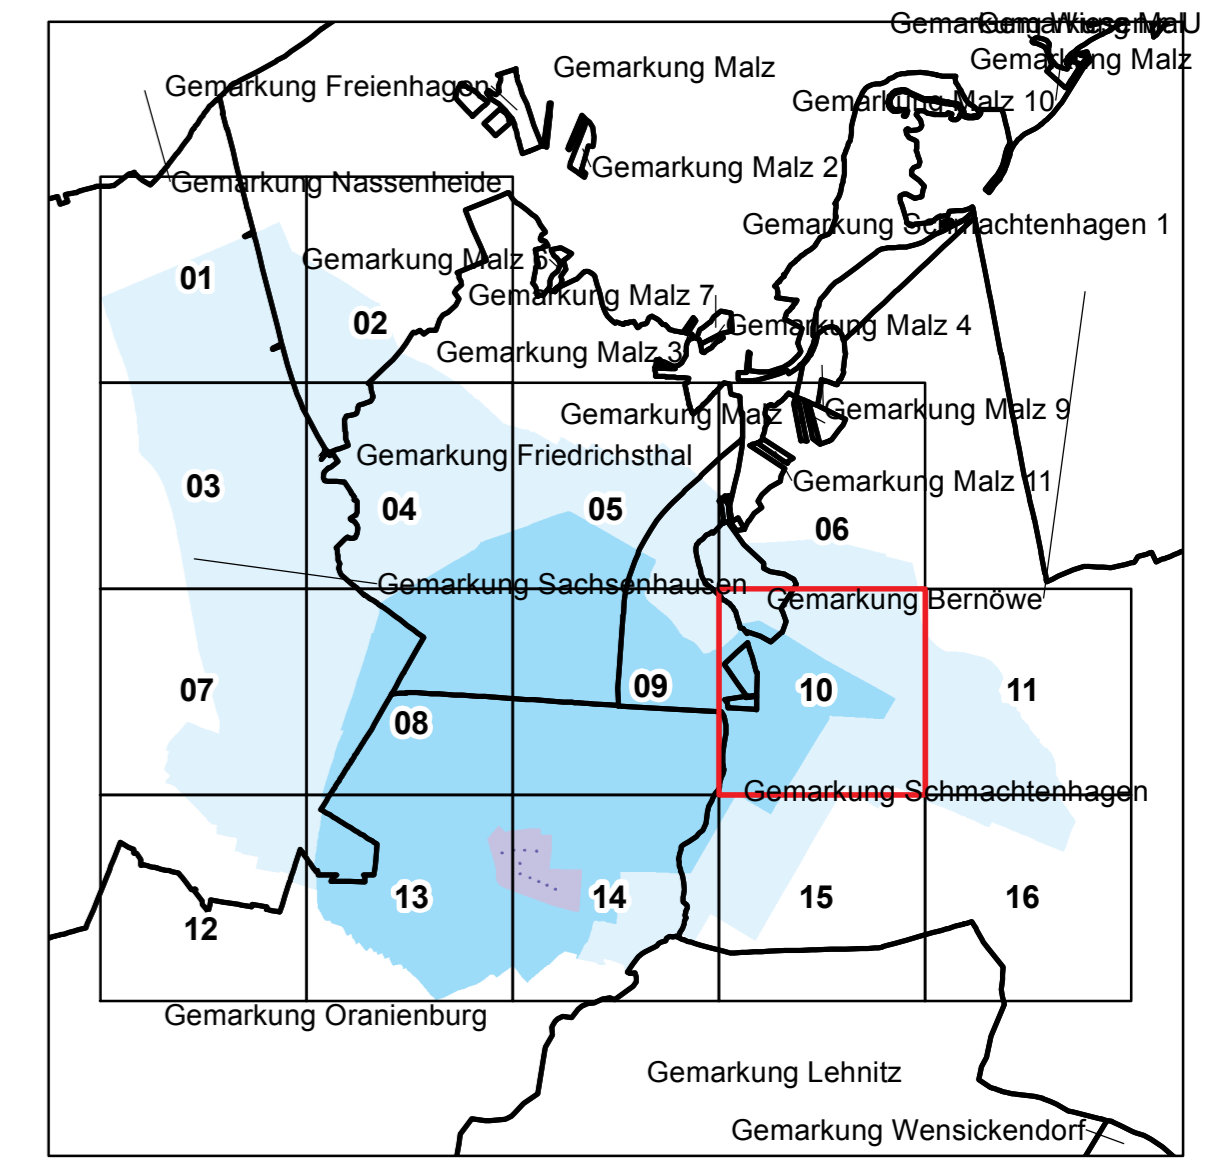 Gemarkung Malz
Gemarkung Malz
Gemarkung Freienhagen
Gemarkung Malz 10
Gemarkung Malz 2
Gemarkung Nassenheide
Gemarkung Schmachtenhagen 1
Gemarkung Malz 5
01
Gemarkung Malz 7
02
Gemarkung Malz 4
Gemarkung Malz 3
Gemarkung Malz
Gemarkung Malz 9
Gemarkung Friedrichsthal
Gemarkung Malz 11
03
04
05
06
Gemarkung Sachsenhausen
Gemarkung Bernöwe
07
08
09
10
11
Gemarkung Schmachtenhagen
12
13
14
15
16
Gemarkung Oranienburg
Gemarkung Lehnitz
Gemarkung Wensickendorf